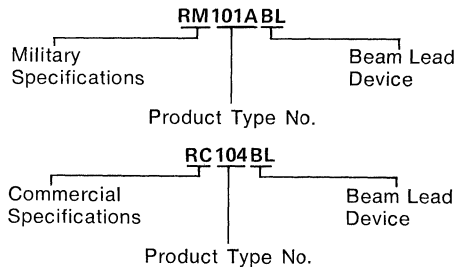 RM101ABL
Military
Specifications
Beam Lead
Device
Product Type No.
RC104BL
Commercial
Specifications
Beam Lead
Device
Product Type No.